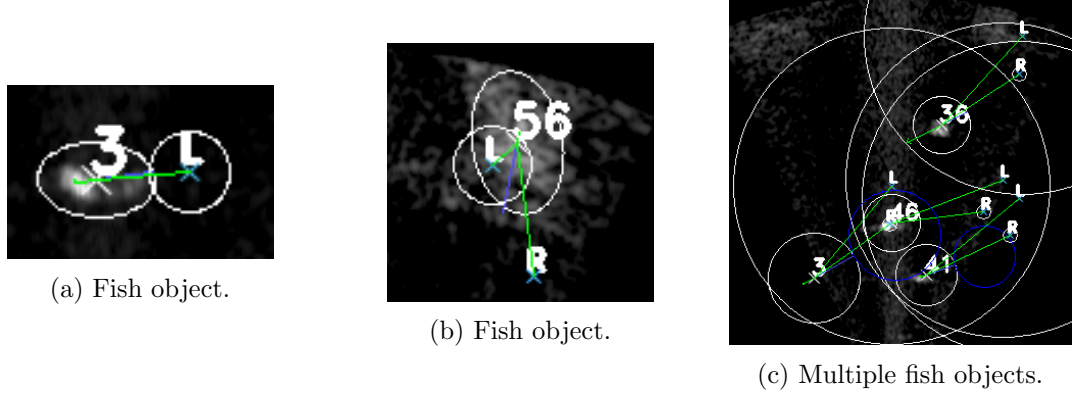 3 L
56
L
R
L
R
36
L
L
L
R
46
R
R
3
41
(a) Fish object.
(b) Fish object.
(c) Multiple fish objects.